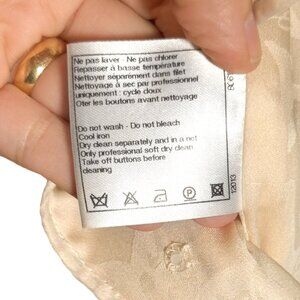 Ne pas laver - Ne pas chlorer
Repasser à basse température
Nettoyer séparément dans filet
Nettoyage à sec par professionnel
uniquement : cycle doux
Oter les boutons avant nettoyage
Do not wash - Do not bleach
Cool iron
Dry clean separately and in a net
Only professional soft dry clean
Take off buttons before
cleaning
P
12013